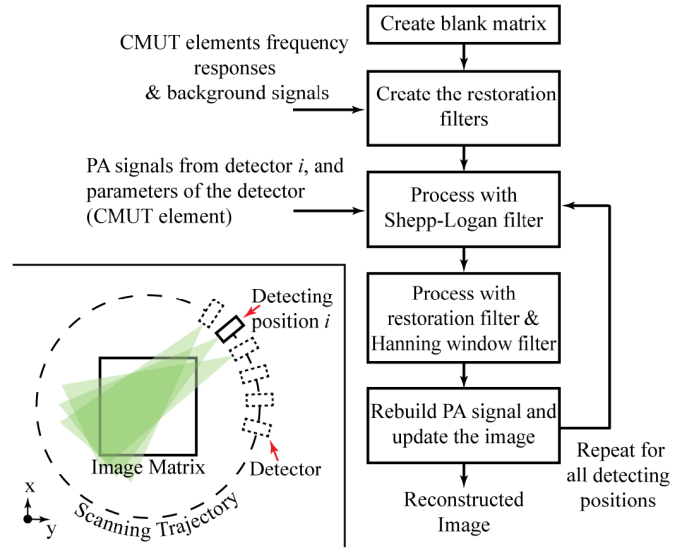 Create blank matrix
CMUT elements frequency
responses
& background signals
Create the restoration
filters
PA signals from detector i, and
parameters of the detector
(CMUT element)
Process with
Shepp-Logan filter
Process with
restoration filter &
Hanning window filter
Rebuild PA signal and
update the image
Repeat for
all detecting
positions
Reconstructed
Image
Detecting
position i
Image Matrix
Detector
Scanning Trajectory
x
y